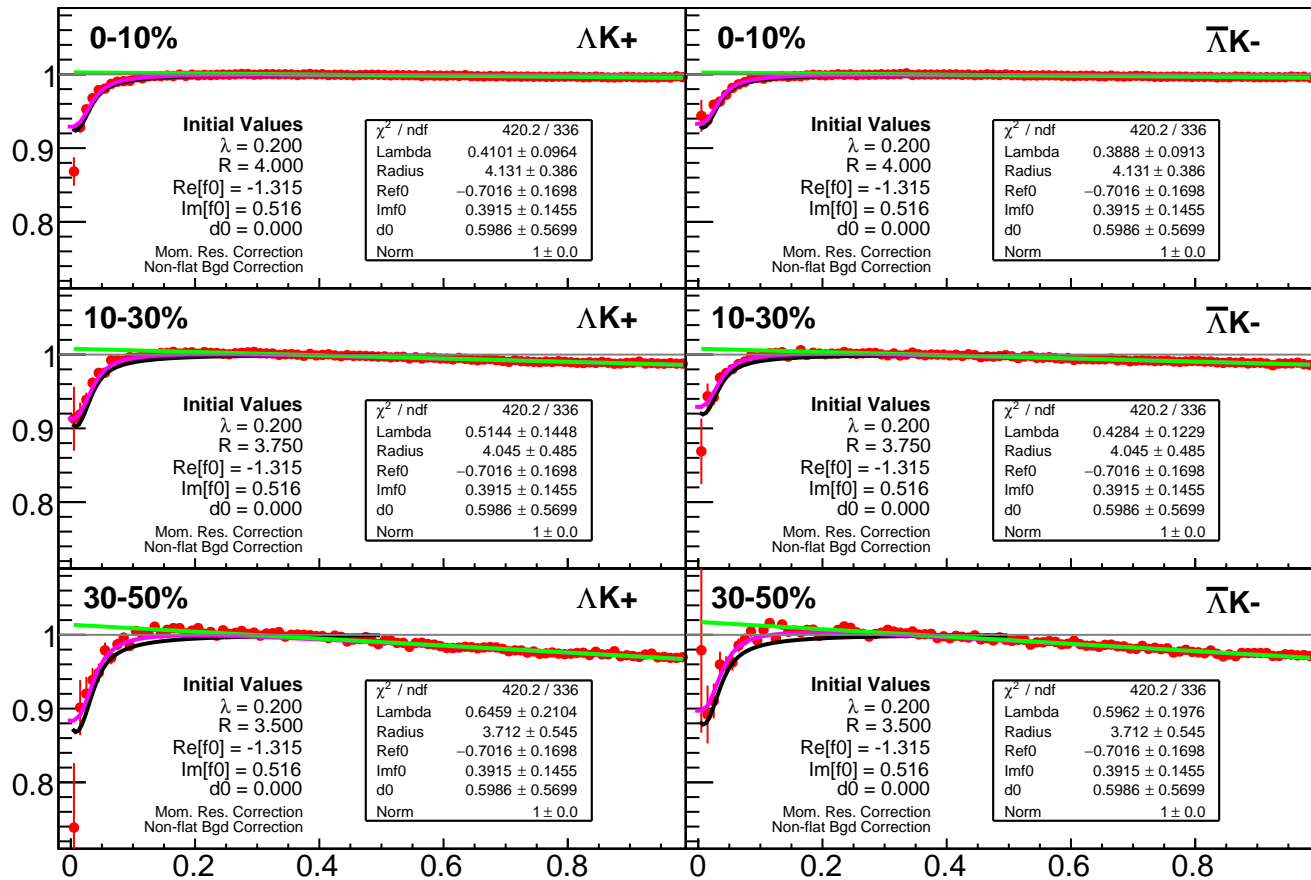 0-10%
ΛK+
Initial Values
λ = 0.200
R = 4.000
Re[f0] = -1.315
Im[f0] = 0.516
d0 = 0.000
Mom. Res. Correction
Non-flat Bgd Correction
χ² / ndf 420.2 / 336
Lambda 0.4101 ± 0.0964
Radius 4.131 ± 0.386
Ref0 −0.7016 ± 0.1698
Imf0 0.3915 ± 0.1455
d0 0.5986 ± 0.5699
Norm 1 ± 0.0
1
0.9
0.8
0-10%
Λ̅K-
Initial Values
λ = 0.200
R = 4.000
Re[f0] = -1.315
Im[f0] = 0.516
d0 = 0.000
Mom. Res. Correction
Non-flat Bgd Correction
χ² / ndf 420.2 / 336
Lambda 0.3888 ± 0.0913
Radius 4.131 ± 0.386
Ref0 −0.7016 ± 0.1698
Imf0 0.3915 ± 0.1455
d0 0.5986 ± 0.5699
Norm 1 ± 0.0
10-30%
ΛK+
Initial Values
λ = 0.200
R = 3.750
Re[f0] = -1.315
Im[f0] = 0.516
d0 = 0.000
Mom. Res. Correction
Non-flat Bgd Correction
χ² / ndf 420.2 / 336
Lambda 0.5144 ± 0.1448
Radius 4.045 ± 0.485
Ref0 −0.7016 ± 0.1698
Imf0 0.3915 ± 0.1455
d0 0.5986 ± 0.5699
Norm 1 ± 0.0
1
0.9
0.8
10-30%
Λ̅K-
Initial Values
λ = 0.200
R = 3.750
Re[f0] = -1.315
Im[f0] = 0.516
d0 = 0.000
Mom. Res. Correction
Non-flat Bgd Correction
χ² / ndf 420.2 / 336
Lambda 0.4284 ± 0.1229
Radius 4.045 ± 0.485
Ref0 −0.7016 ± 0.1698
Imf0 0.3915 ± 0.1455
d0 0.5986 ± 0.5699
Norm 1 ± 0.0
30-50%
ΛK+
Initial Values
λ = 0.200
R = 3.500
Re[f0] = -1.315
Im[f0] = 0.516
d0 = 0.000
Mom. Res. Correction
Non-flat Bgd Correction
χ² / ndf 420.2 / 336
Lambda 0.6459 ± 0.2104
Radius 3.712 ± 0.545
Ref0 −0.7016 ± 0.1698
Imf0 0.3915 ± 0.1455
d0 0.5986 ± 0.5699
Norm 1 ± 0.0
1
0.9
0.8
30-50%
Λ̅K-
Initial Values
λ = 0.200
R = 3.500
Re[f0] = -1.315
Im[f0] = 0.516
d0 = 0.000
Mom. Res. Correction
Non-flat Bgd Correction
χ² / ndf 420.2 / 336
Lambda 0.5962 ± 0.1976
Radius 3.712 ± 0.545
Ref0 −0.7016 ± 0.1698
Imf0 0.3915 ± 0.1455
d0 0.5986 ± 0.5699
Norm 1 ± 0.0
0 0.2 0.4 0.6 0.8
0 0.2 0.4 0.6 0.8